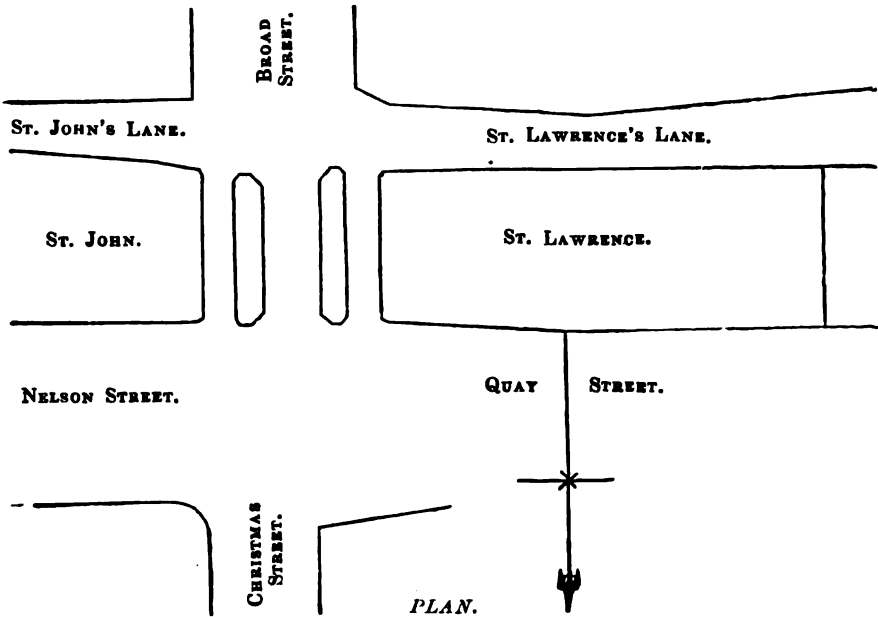 BROAD
STREET.
ST. JOHN'S LANE.
ST. LAWRENCE'S LANE.
ST. JOHN.
ST. LAWRENCE.
NELSON STREET.
QUAY STREET.
CHRISTMAS
STREET.
PLAN.